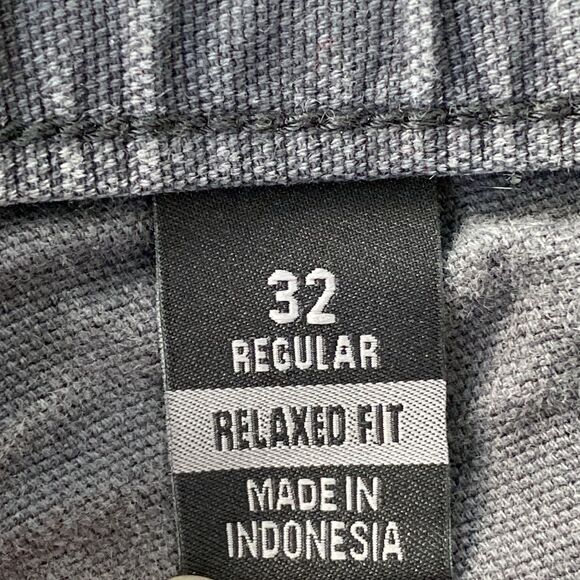 32
REGULAR
RELAXED FIT
MADE IN
INDONESIA